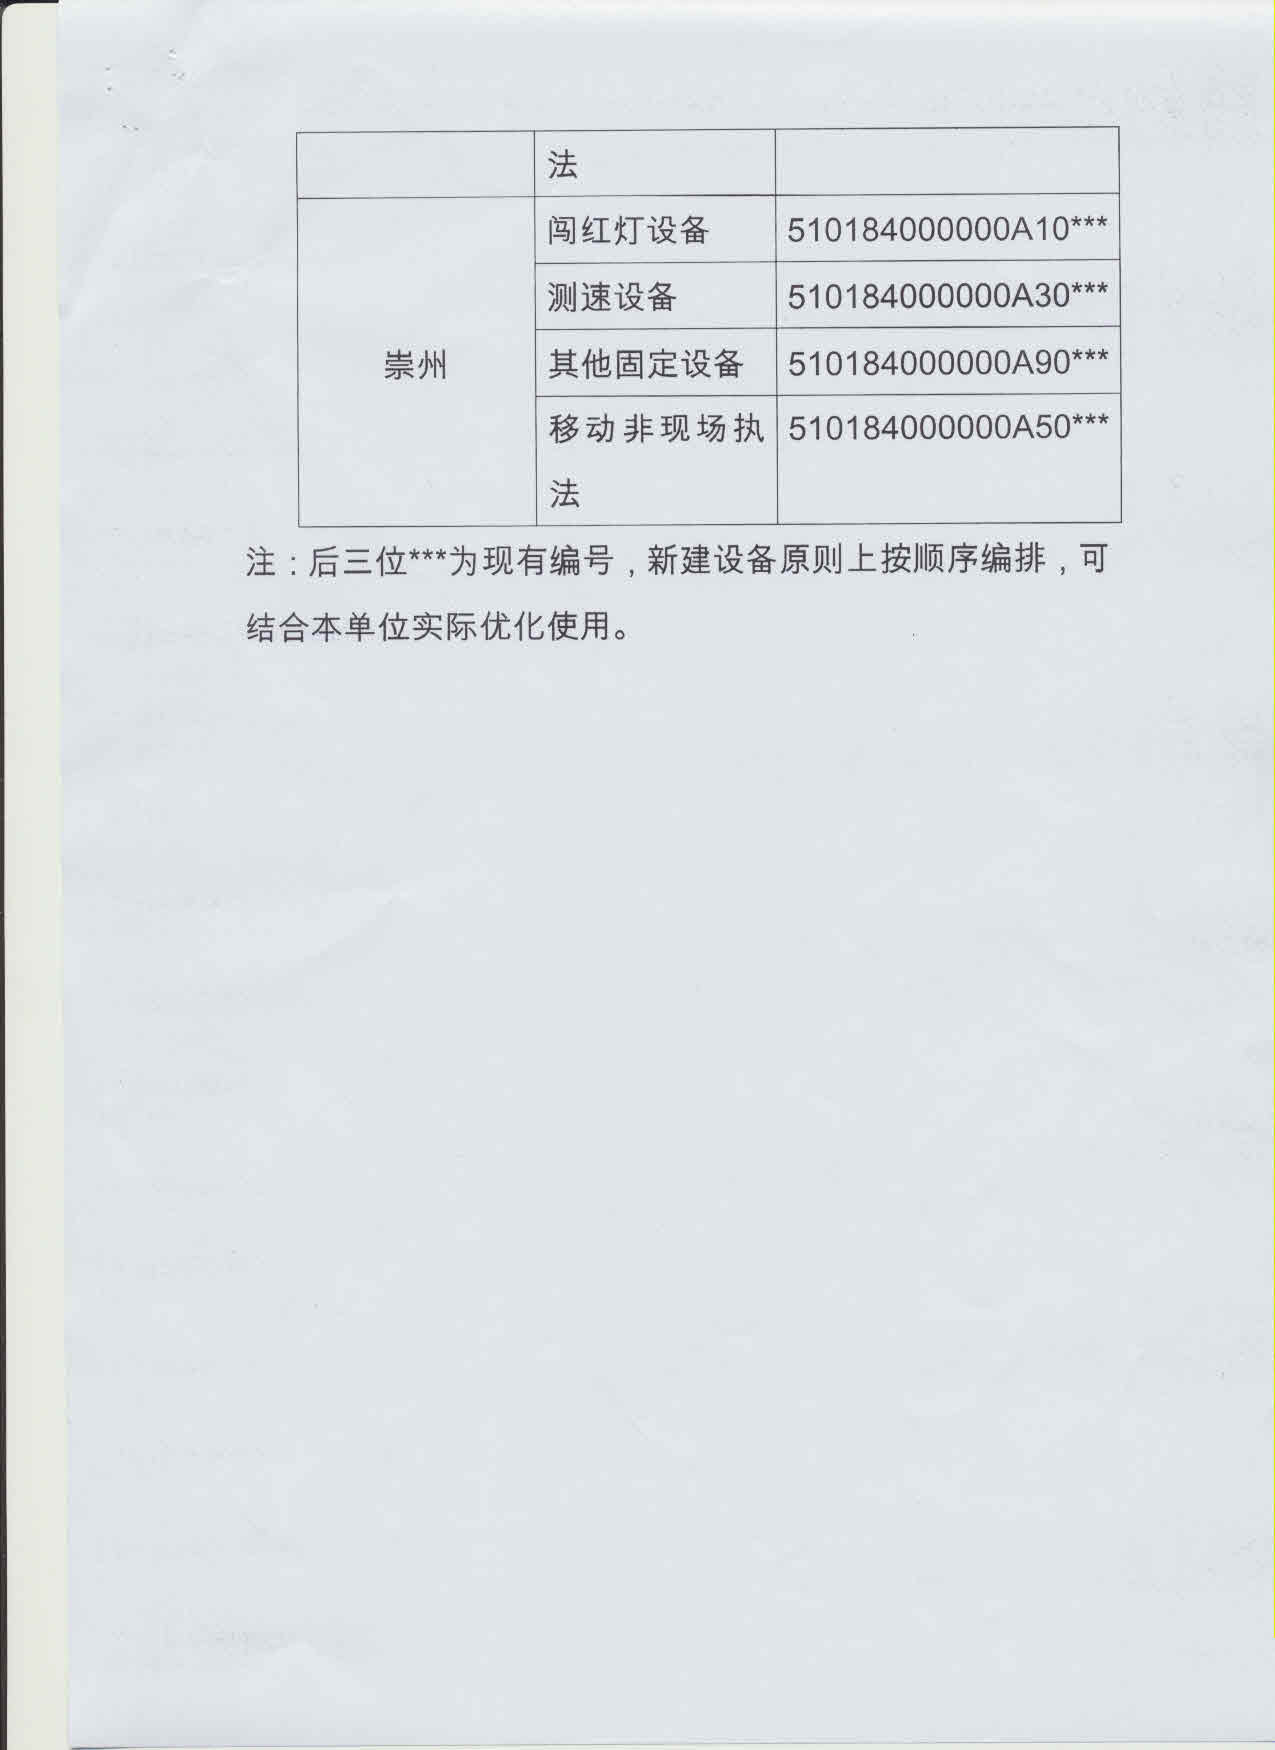 法
闯红灯设备 510184000000A10***
测速设备 510184000000A30***
崇州
其他固定设备 510184000000A90***
移动非现场执 510184000000A50***
法
注：后三位***为现有编号，新建设备原则上按顺序编排，可
结合本单位实际优化使用。